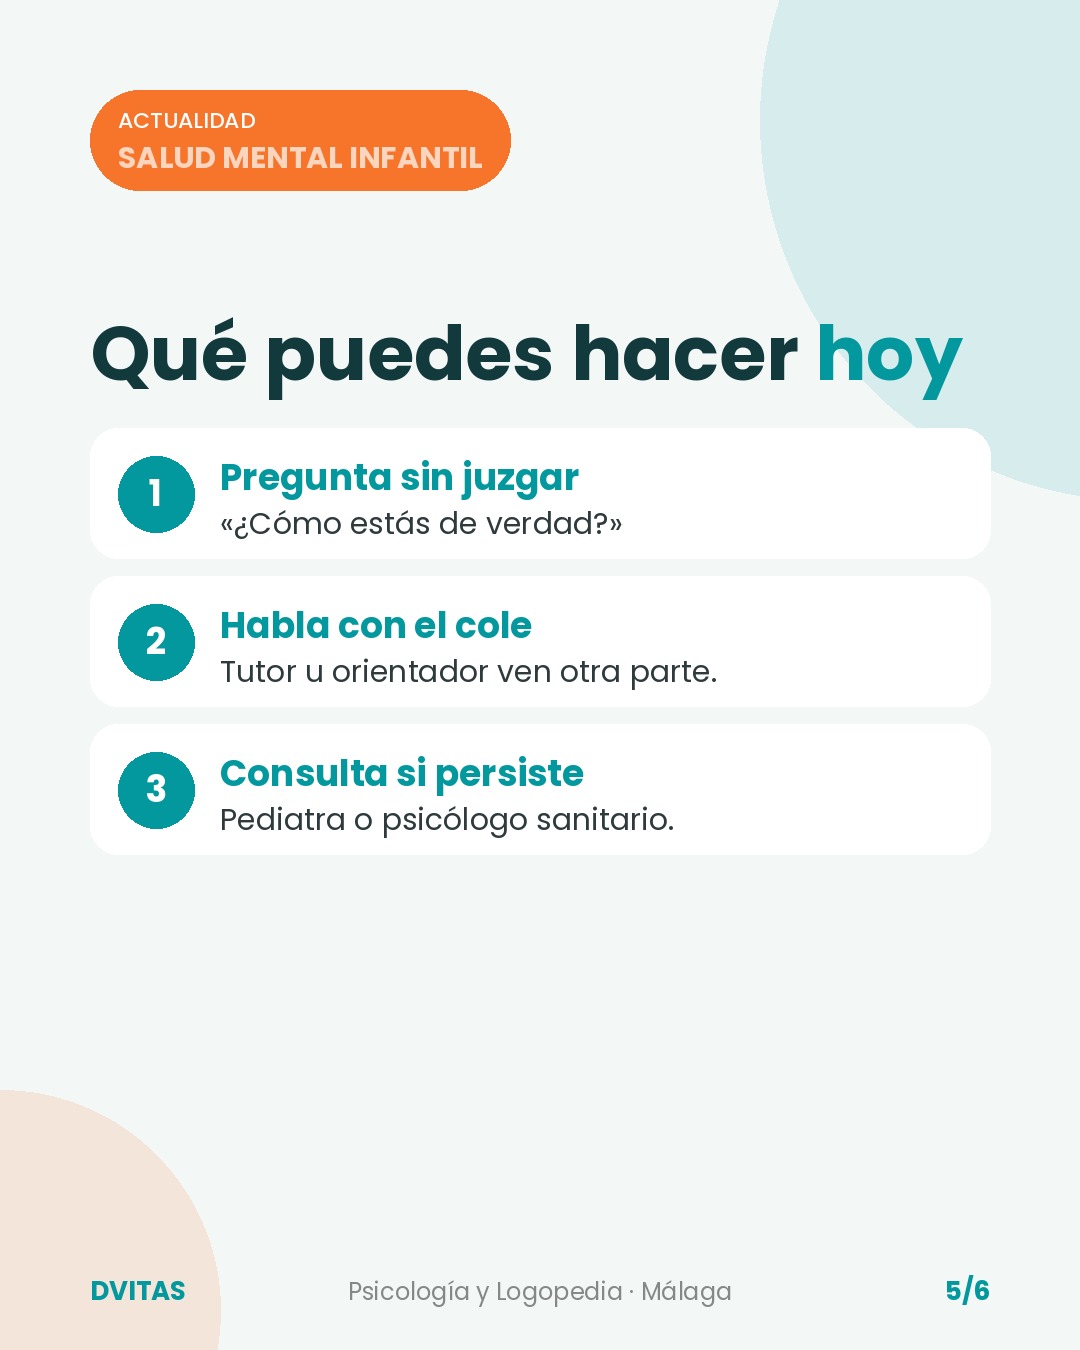 ACTUALIDAD
SALUD MENTAL INFANTIL
Qué puedes hacer hoy
1
Pregunta sin juzgar
«¿Cómo estás de verdad?»
2
Habla con el cole
Tutor u orientador ven otra parte.
3
Consulta si persiste
Pediatra o psicólogo sanitario.
DVITAS
Psicología y Logopedia · Málaga
5/6